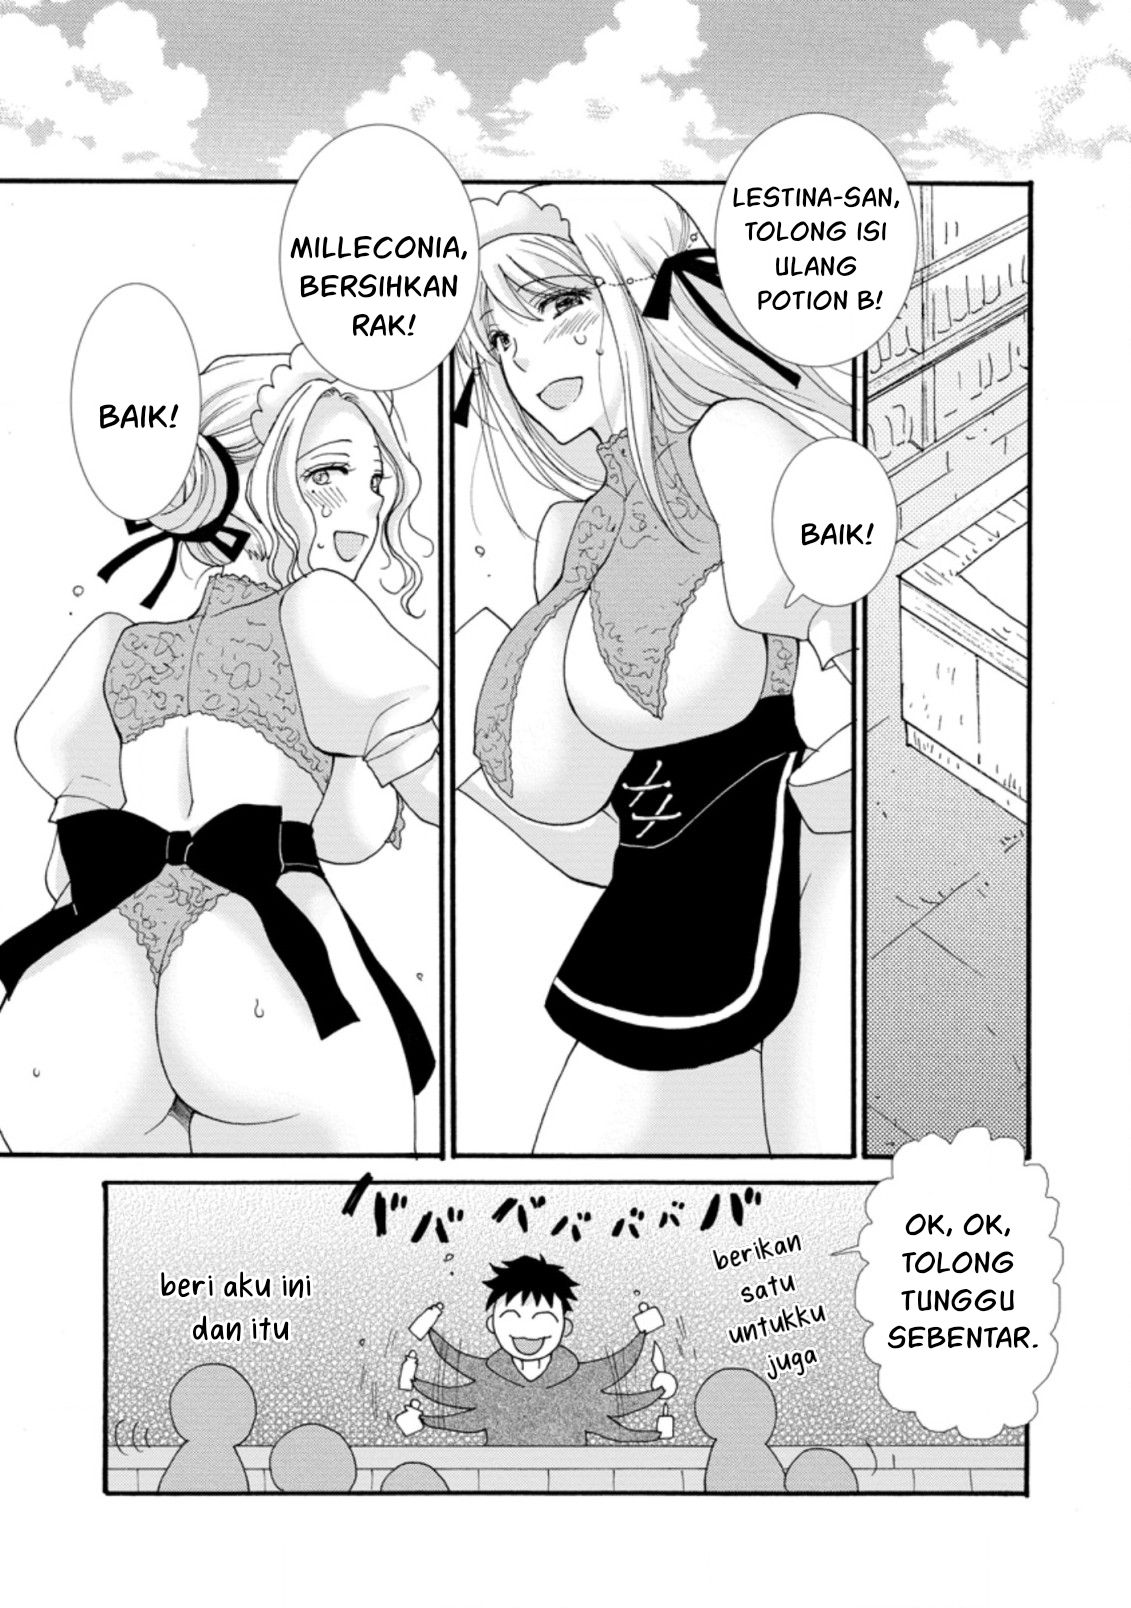 LESTINA-SAN,
TOLONG ISI
ULANG
POTION B!
BAIK!
MILLECONIA,
BERSIHKAN
RAK!
BAIK!
OK, OK,
TOLONG
TUNGGU
SEBENTAR.
ドババババババ
berikan
satu
untukku
juga
beri aku ini
dan itu